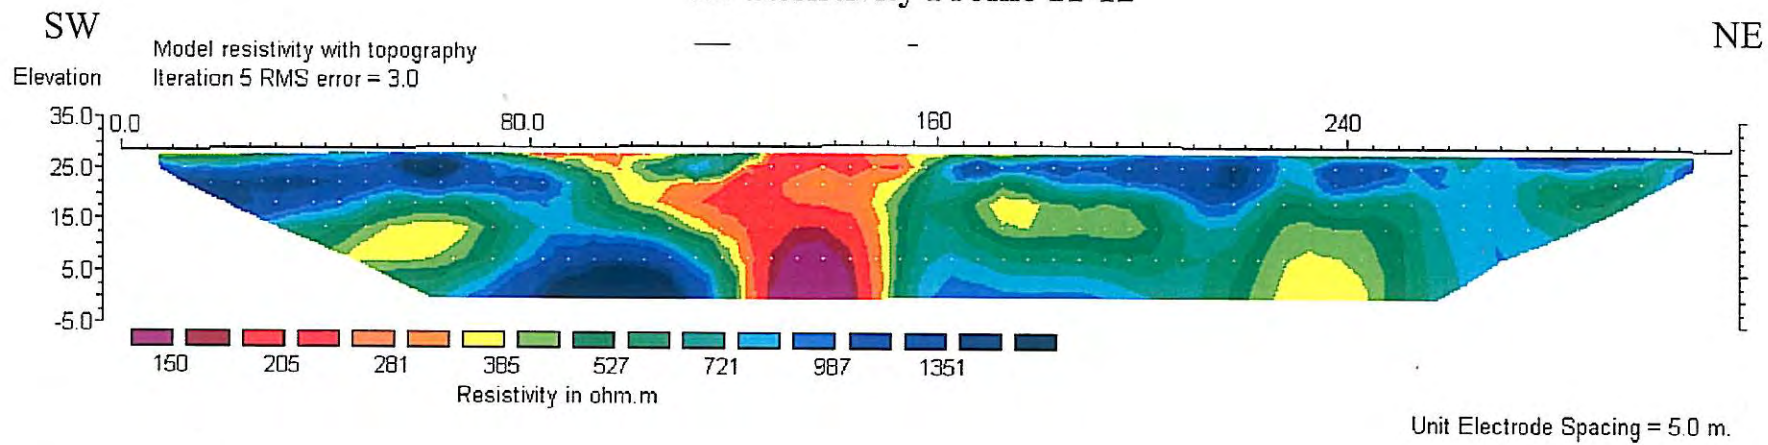 SW
NE
Model resistivity with topography
Elevation
Iteration 5 RMS error = 3.0
35.0
0.0
80.0
160
240
25.0
15.0
5.0
-5.0
150 205 281 385 527 721 987 1351
Resistivity in ohm.m
Unit Electrode Spacing = 5.0 m.